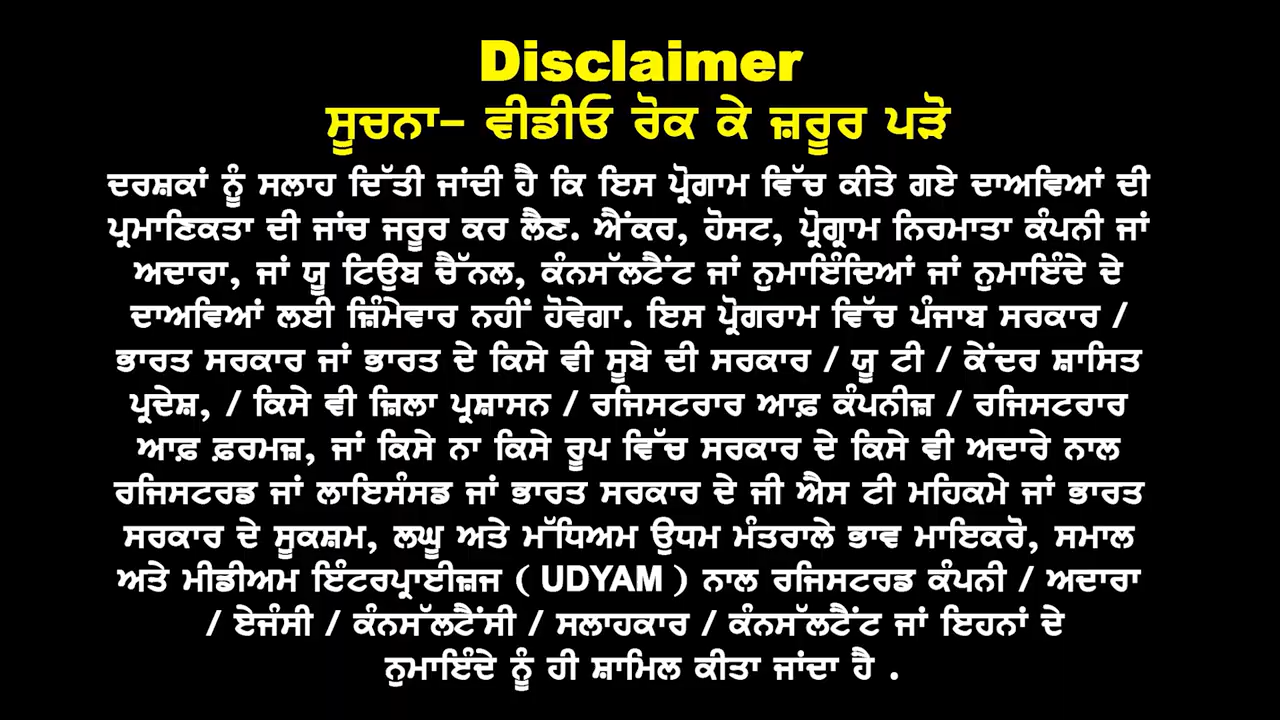 Disclaimer
ਸੂਚਨਾ- ਵੀਡੀਓ ਰੋਕ ਕੇ ਜ਼ਰੂਰ ਪੜੋ
ਦਰਸ਼ਕਾਂ ਨੂੰ ਸਲਾਹ ਦਿੱਤੀ ਜਾਂਦੀ ਹੈ ਕਿ ਇਸ ਪ੍ਰੋਗਾਮ ਵਿੱਚ ਕੀਤੇ ਗਏ ਦਾਅਵਿਆਂ ਦੀ
ਪ੍ਰਮਾਣਿਕਤਾ ਦੀ ਜਾਂਚ ਜਰੂਰ ਕਰ ਲੈਣ. ਐਂਕਰ, ਹੋਸਟ, ਪ੍ਰੋਗ੍ਰਾਮ ਨਿਰਮਾਤਾ ਕੰਪਨੀ ਜਾਂ
ਅਦਾਰਾ, ਜਾਂ ਯੂ ਟਿਉਬ ਚੈੱਨਲ, ਕੰਨਸੱਲਟੈਂਟ ਜਾਂ ਨੁਮਾਇੰਦਿਆਂ ਜਾਂ ਨੁਮਾਇੰਦੇ ਦੇ
ਦਾਅਵਿਆਂ ਲਈ ਜ਼ਿੰਮੇਵਾਰ ਨਹੀਂ ਹੋਵੇਗਾ. ਇਸ ਪ੍ਰੋਗਰਾਮ ਵਿੱਚ ਪੰਜਾਬ ਸਰਕਾਰ /
ਭਾਰਤ ਸਰਕਾਰ ਜਾਂ ਭਾਰਤ ਦੇ ਕਿਸੇ ਵੀ ਸੂਬੇ ਦੀ ਸਰਕਾਰ / ਯੂ ਟੀ / ਕੇਂਦਰ ਸ਼ਾਸਿਤ
ਪ੍ਰਦੇਸ਼, / ਕਿਸੇ ਵੀ ਜ਼ਿਲਾ ਪ੍ਰਸ਼ਾਸਨ / ਰਜਿਸਟਰਾਰ ਆਫ਼ ਕੰਪਨੀਜ਼ / ਰਜਿਸਟਰਾਰ
ਆਫ਼ ਫ਼ਰਮਜ਼, ਜਾਂ ਕਿਸੇ ਨਾ ਕਿਸੇ ਰੂਪ ਵਿੱਚ ਸਰਕਾਰ ਦੇ ਕਿਸੇ ਵੀ ਅਦਾਰੇ ਨਾਲ
ਰਜਿਸਟਰਡ ਜਾਂ ਲਾਇਸੰਸਡ ਜਾਂ ਭਾਰਤ ਸਰਕਾਰ ਦੇ ਜੀ ਐਸ ਟੀ ਮਹਿਕਮੇ ਜਾਂ ਭਾਰਤ
ਸਰਕਾਰ ਦੇ ਸੂਕਸ਼ਮ, ਲਘੂ ਅਤੇ ਮੱਧਿਅਮ ਉਧਮ ਮੰਤਰਾਲੇ ਭਾਵ ਮਾਇਕਰੋ, ਸਮਾਲ
ਅਤੇ ਮੀਡੀਅਮ ਇੰਟਰਪ੍ਰਾਈਜ਼ਜ ( UDYAM ) ਨਾਲ ਰਜਿਸਟਰਡ ਕੰਪਨੀ / ਅਦਾਰਾ
/ ਏਜੰਸੀ / ਕੰਨਸੱਲਟੈਂਸੀ / ਸਲਾਹਕਾਰ / ਕੰਨਸੱਲਟੈਂਟ ਜਾਂ ਇਹਨਾਂ ਦੇ
ਨੁਮਾਇੰਦੇ ਨੂੰ ਹੀ ਸ਼ਾਮਿਲ ਕੀਤਾ ਜਾਂਦਾ ਹੈ .